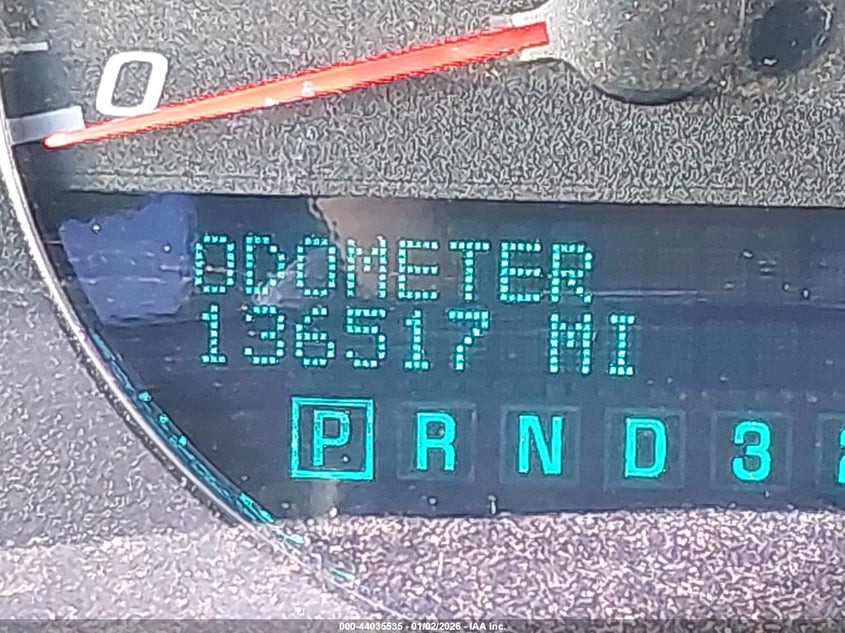 0
ODOMETER
136517 MI
P R N D 3
000-44035535 - 01/02/2026 - IAA Inc.